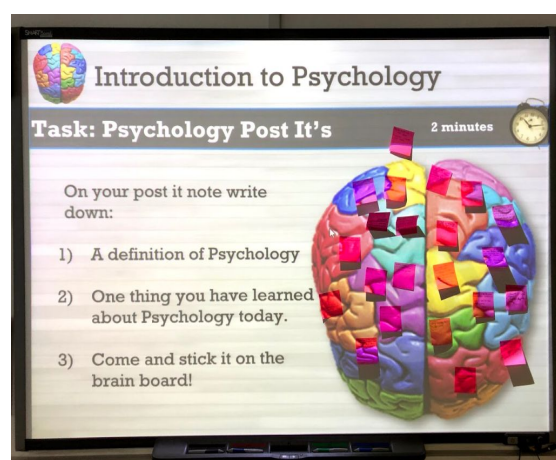 SMART
Introduction to Psychology
Task: Psychology Post It's
2 minutes
On your post it note write
down:
1) A definition of Psychology
2) One thing you have learned
about Psychology today.
3) Come and stick it on the
brain board!